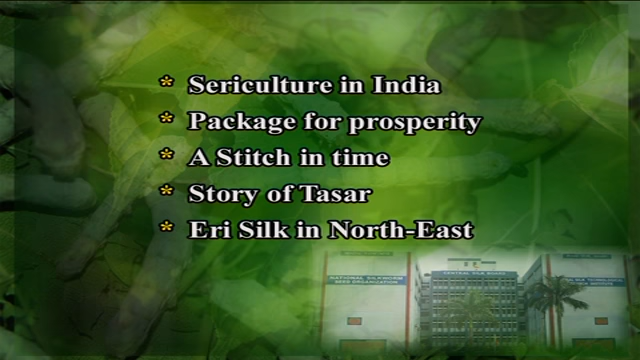 * Sericulture in India
* Package for prosperity
* A Stitch in time
* Story of Tasar
* Eri Silk in North-East
NATIONAL SILKWORM
SEED ORGANIZATION
CENTRAL SILK BOARD